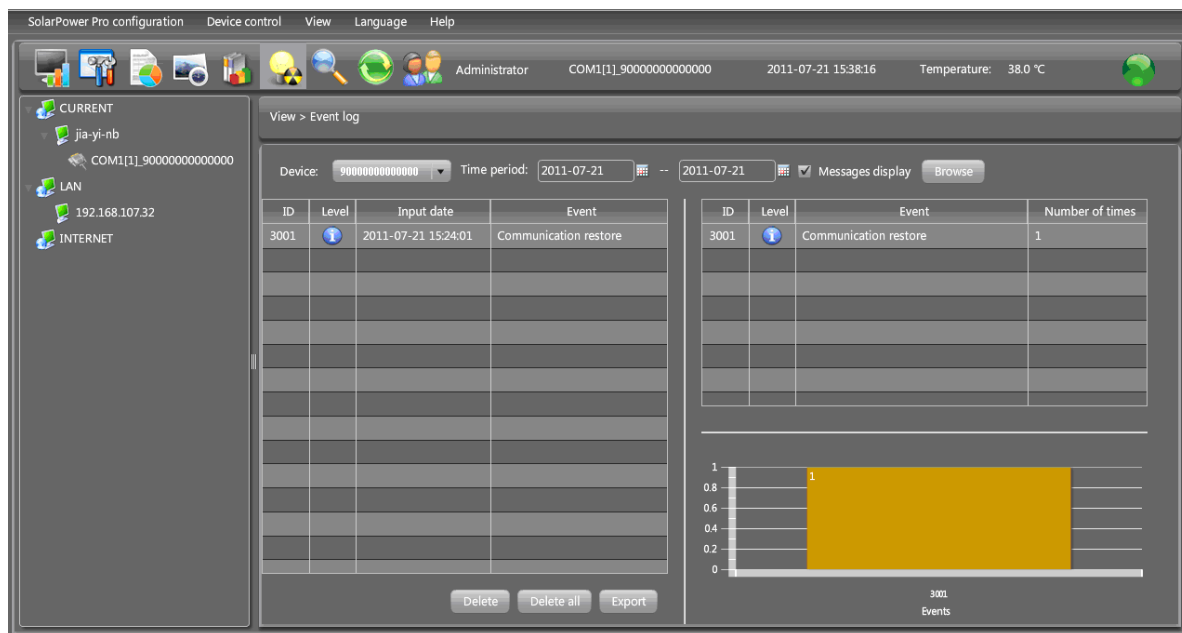 SolarPower Pro configuration Device control View Language Help
Administrator COM1[1]_90000000000000 2011-07-21 15:38:16 Temperature: 38.0 ℃
CURRENT
jia-yi-nb
COM1[1]_90000000000000
LAN
192.168.107.32
INTERNET
View > Event log
Device: 90000000000000 Time period: 2011-07-21 -- 2011-07-21 Messages display Browse
ID Level Input date Event
3001 2011-07-21 15:24:01 Communication restore
Delete Delete all Export
ID Level Event Number of times
3001 Communication restore 1
1
1
0.8
0.6
0.4
0.2
0
3001
Events